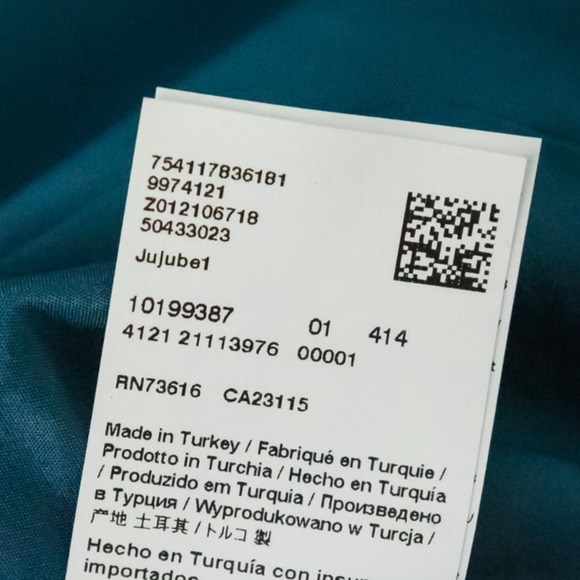 754117836181
9974121
Z012106718
50433023
Jujube1
10199387 01 414
4121 21113976 00001
RN73616 CA23115
Made in Turkey / Fabriqué en Turquie /
Prodotto in Turchia / Hecho en Turquía
/ Produzido em Turquia / Произведено
в Турция / Wyprodukowano w Turcja /
产地 土耳其 / トルコ 製
Hecho en Turquía con
importados